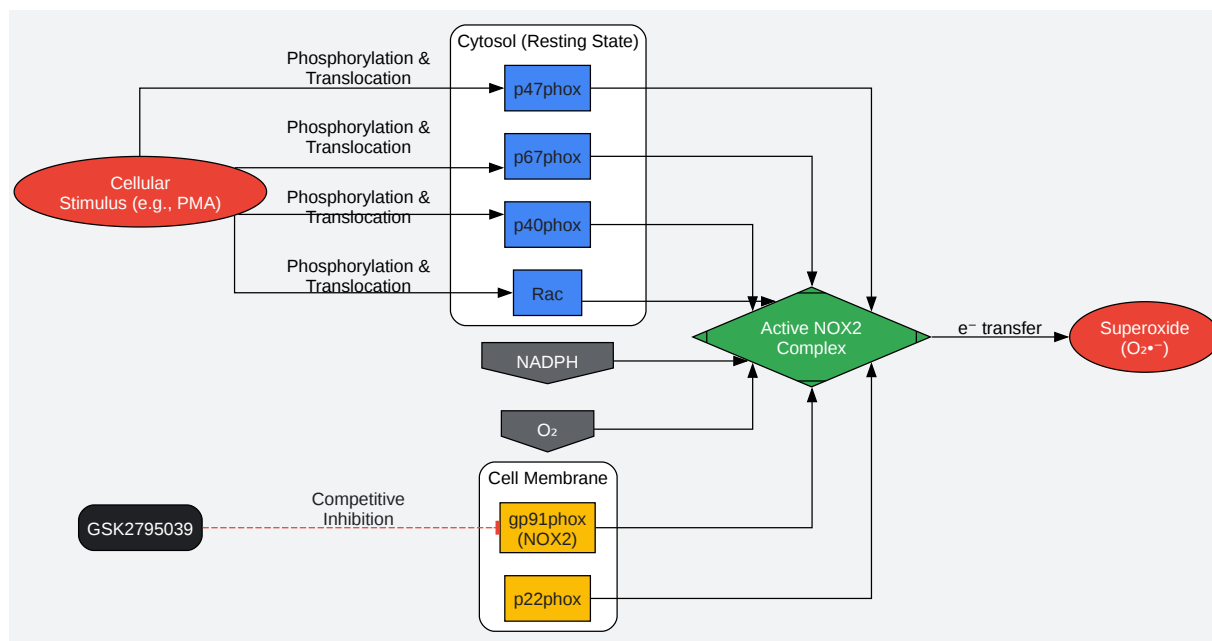 Cytosol (Resting State)
Phosphorylation &
Translocation
p47phox
Phosphorylation &
Translocation
p67phox
Cellular
Stimulus (e.g., PMA)
Phosphorylation &
Translocation
p40phox
Phosphorylation &
Translocation
Rac
Active NOX2
Complex
e⁻ transfer
Superoxide
(O₂•⁻)
NADPH
O₂
Cell Membrane
GSK2795039
Competitive
Inhibition
gp91phox
(NOX2)
p22phox